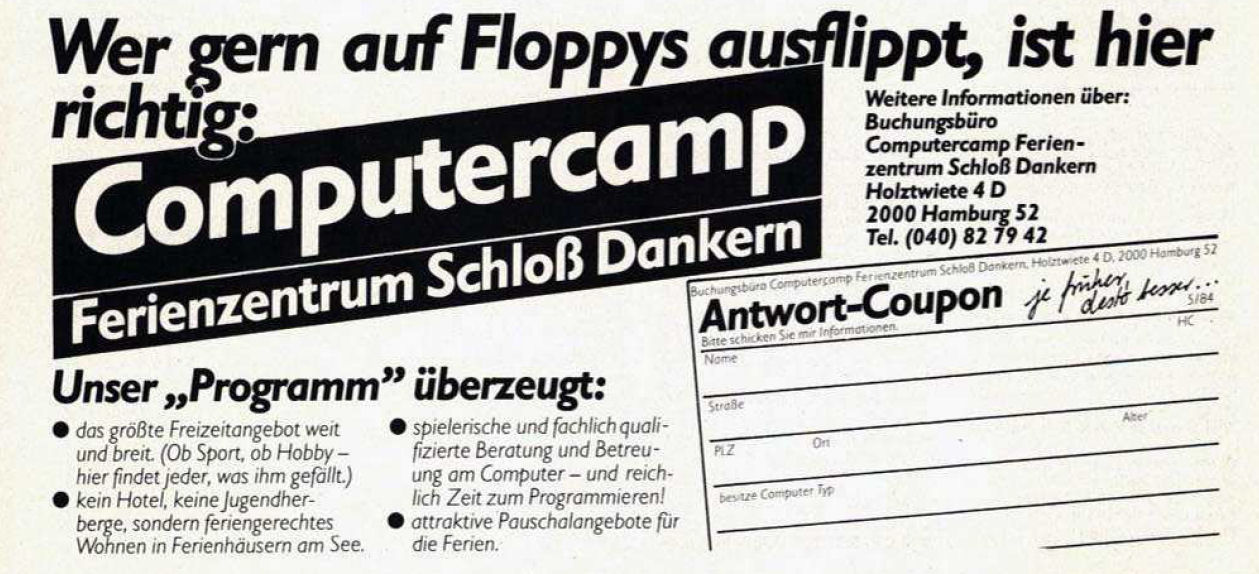 Wer gern auf Floppys ausflippt, ist hier
richtig:
Computercamp
Ferienzentrum Schloß Dankern
Weitere Informationen über:
Buchungsbüro
Computercamp Ferien-
zentrum Schloß Dankern
Holztwiete 4 D
2000 Hamburg 52
Tel. (040) 82 79 42
Unser „Programm” überzeugt:
● das größte Freizeitangebot weit
und breit. (Ob Sport, ob Hobby –
hier findet jeder, was ihm gefällt.)
● kein Hotel, keine Jugendher-
berge, sondern feriengerechtes
Wohnen in Ferienhäusern am See.
● spielerische und fachlich quali-
fizierte Beratung und Betreu-
ung am Computer – und reich-
lich Zeit zum Programmieren!
● attraktive Pauschalangebote für
die Ferien.
Buchungsbüro Computercamp Ferienzentrum Schloß Dankern, Holztwiete 4 D, 2000 Hamburg 52
Antwort-Coupon
je früher,
desto besser...
5/84
Bitte schicken Sie mir Informationen.
HC
Name
Straße
PLZ Ort Alter
besitze Computer Typ